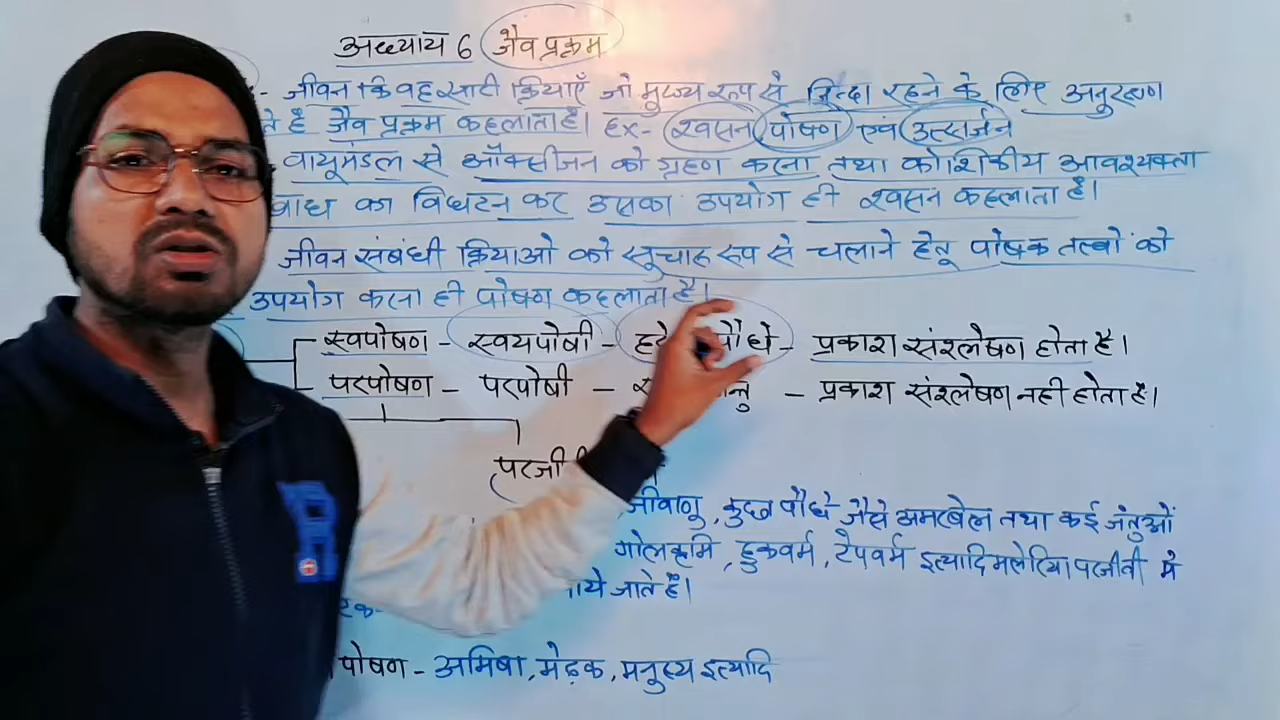 अध्याय 6 जैव प्रक्रम
- जीवन कि वह सारी क्रियाएँ जो मुख्य रूप से जिन्दा रहने के लिए अनुरक्षण
ते हैं जैव प्रक्रम कहलाता है। Ex- श्वसन पोषण एवं उत्सर्जन
वायूमंडल से ऑक्सीजन को ग्रहण करना तथा कोशिकीय आवश्यक्ता
का विघटन कर उसका उपयोग ही श्वसन कहलाता है।
जीवन संबंधी क्रियाओ को सूचारू रूप से चलाने हेतू पोषक तत्वों को
उपयोग करना ही पोषण कहलाता है।
स्वपोषण - स्वयपोषी - हरे पौधे - प्रकाश संश्लेषण होता है।
परपोषण - परपोषी - - प्रकाश संश्लेषण नही होता है।
परजी
जीवाणु, कुछ पौधे जैसे अमरबेल तथा कई जंतुओं
गोलकृमि, हुकवर्म, टैपवर्म इत्यादि मलेरिया परजीवी मे
जाते हैं।
पोषण - अमिबा, मेढ़क, मनुष्य इत्यादि